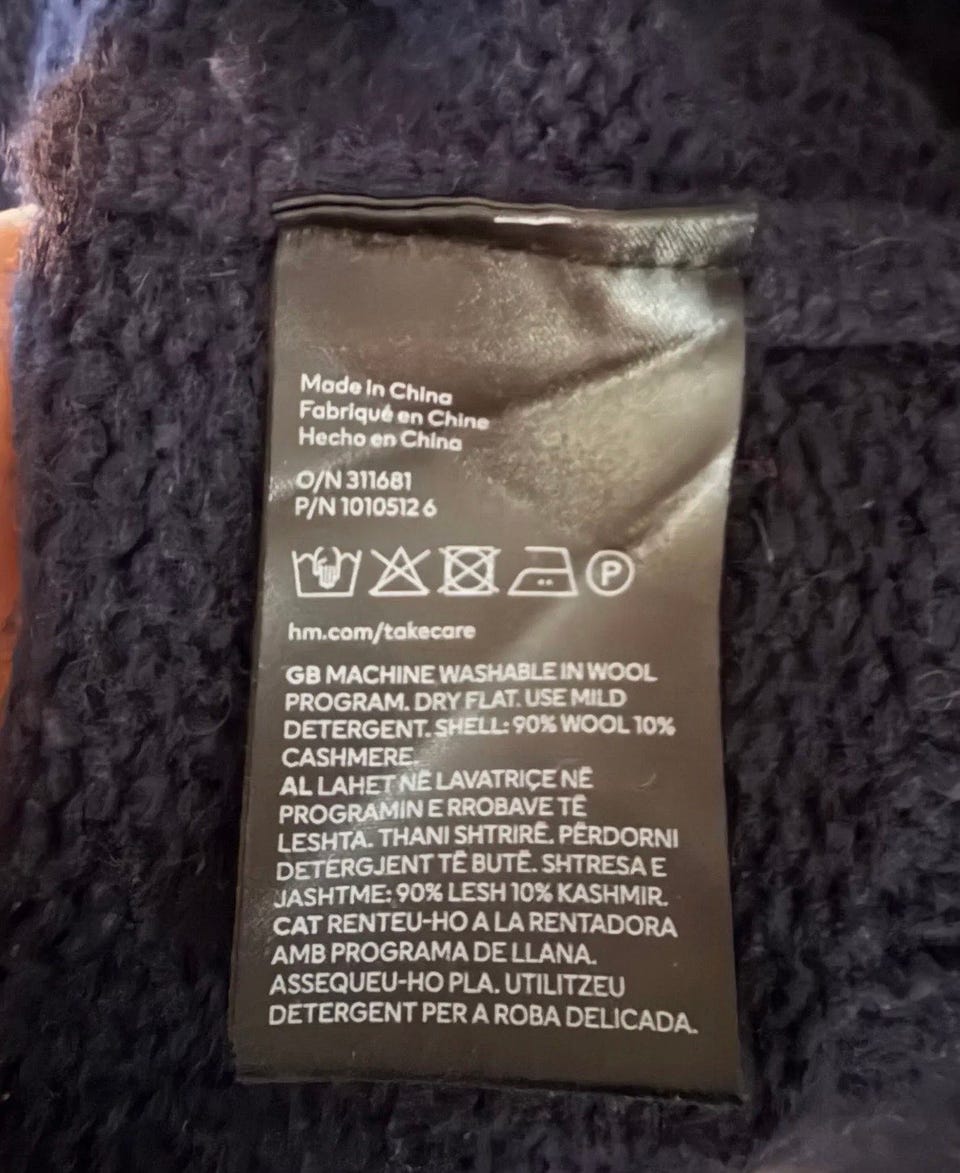 Made in China
Fabriqué en Chine
Hecho en China
O/N 311681
P/N 1010512 6
P
hm.com/takecare
GB MACHINE WASHABLE IN WOOL
PROGRAM. DRY FLAT. USE MILD
DETERGENT. SHELL: 90% WOOL 10%
CASHMERE.
AL LAHET NË LAVATRIÇE NË
PROGRAMIN E RROBAVE TË
LESHTA. THANI SHTRIRË. PËRDORNI
DETERGJENT TË BUTË. SHTRESA E
JASHTME: 90% LESH 10% KASHMIR.
CAT RENTEU-HO A LA RENTADORA
AMB PROGRAMA DE LLANA.
ASSEQUEU-HO PLA. UTILITZEU
DETERGENT PER A ROBA DELICADA.